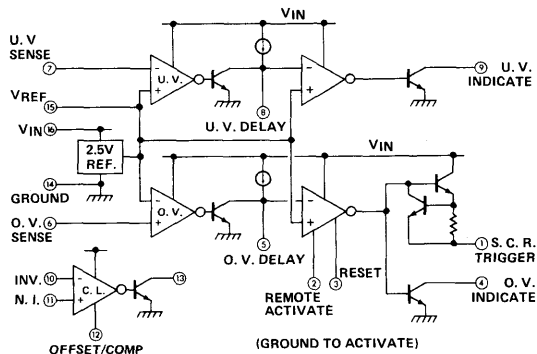 VIN
U. V.
SENSE
7
-
U. V.
+
-
+
9
U. V.
INDICATE
VREF
15
8
U. V. DELAY
VIN
16
2.5V
REF.
VIN
14
GROUND
-
O. V.
+
-
+
O. V.
SENSE
6
5
O. V. DELAY
1
S. C. R.
TRIGGER
2
3
RESET
REMOTE
ACTIVATE
4
O. V.
INDICATE
INV.
10
-
C. L.
13
N. I.
11
+
12
OFFSET/COMP
(GROUND TO ACTIVATE)